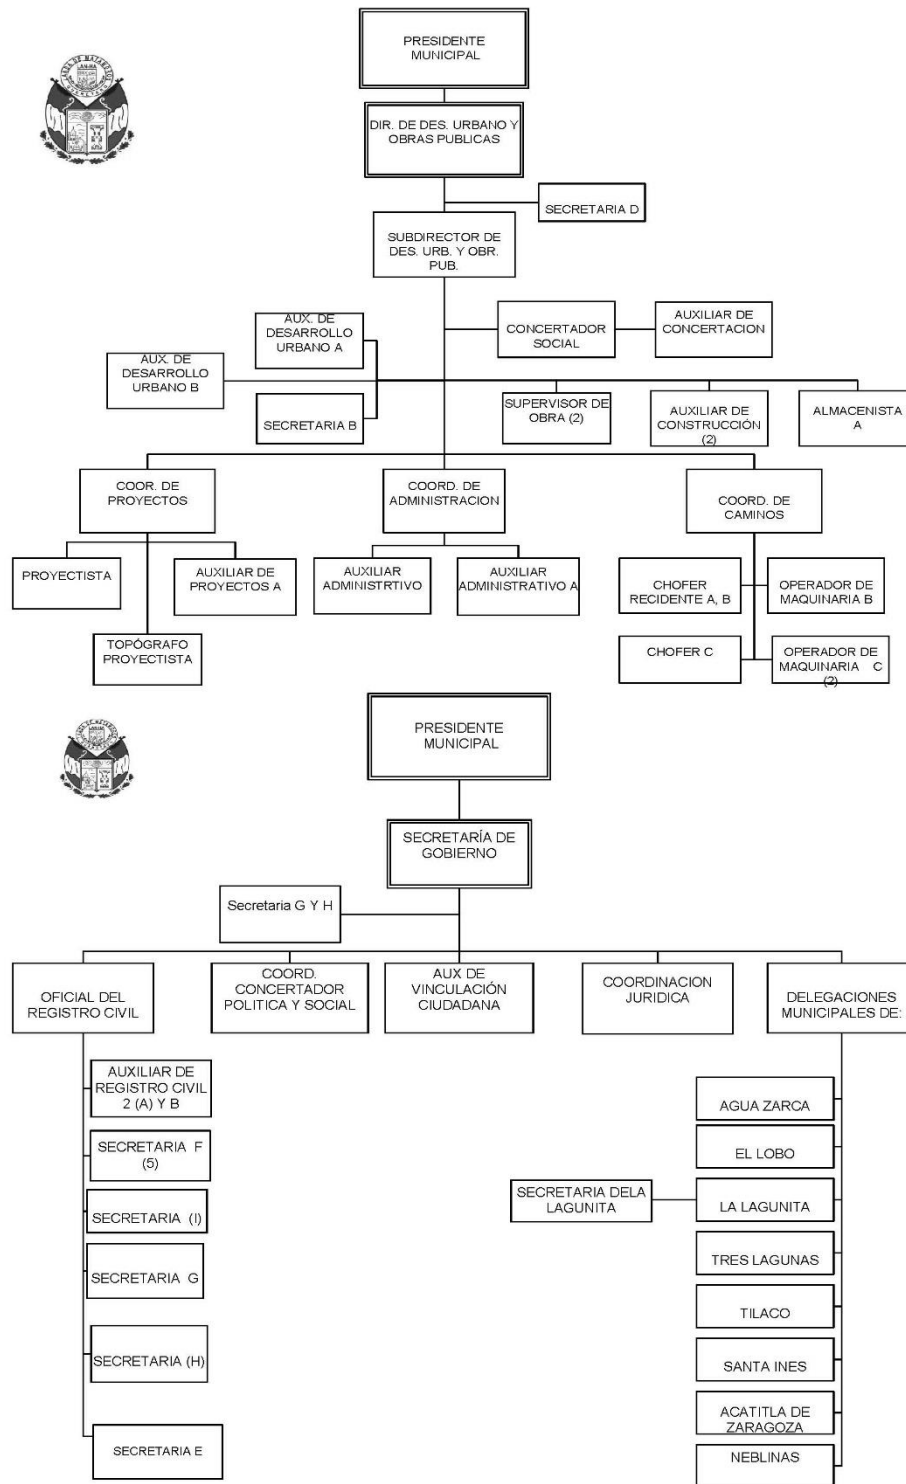 PRESIDENTE
MUNICIPAL
DIR. DE DES. URBANO Y
OBRAS PUBLICAS
SECRETARIA D
SUBDIRECTOR DE
DES. URB. Y OBR.
PUB.
AUX. DE
DESARROLLO
URBANO A
CONCERTADOR
SOCIAL
AUXILIAR DE
CONCERTACION
AUX. DE
DESARROLLO
URBANO B
SECRETARIA B
SUPERVISOR DE
OBRA (2)
AUXILIAR DE
CONSTRUCCIÓN
(2)
ALMACENISTA
A
COOR. DE
PROYECTOS
COORD. DE
ADMINISTRACION
COORD. DE
CAMINOS
PROYECTISTA
AUXILIAR DE
PROYECTOS A
AUXILIAR
ADMINISTRTIVO
AUXILIAR
ADMINISTRATIVO A
CHOFER
RECIDENTE A, B
OPERADOR DE
MAQUINARIA B
TOPÓGRAFO
PROYECTISTA
CHOFER C
OPERADOR DE
MAQUINARIA C
(2)
PRESIDENTE
MUNICIPAL
SECRETARÍA DE
GOBIERNO
Secretaria G Y H
OFICIAL DEL
REGISTRO CIVIL
COORD.
CONCERTADOR
POLITICA Y SOCIAL
AUX DE
VINCULACIÓN
CIUDADANA
COORDINACION
JURIDICA
DELEGACIONES
MUNICIPALES DE:
AUXILIAR DE
REGISTRO CIVIL
2 (A) Y B
SECRETARIA F
(5)
SECRETARIA (I)
SECRETARIA G
SECRETARIA (H)
SECRETARIA E
AGUA ZARCA
EL LOBO
SECRETARIA DELA
LAGUNITA
LA LAGUNITA
TRES LAGUNAS
TILACO
SANTA INES
ACATITLA DE
ZARAGOZA
NEBLINAS